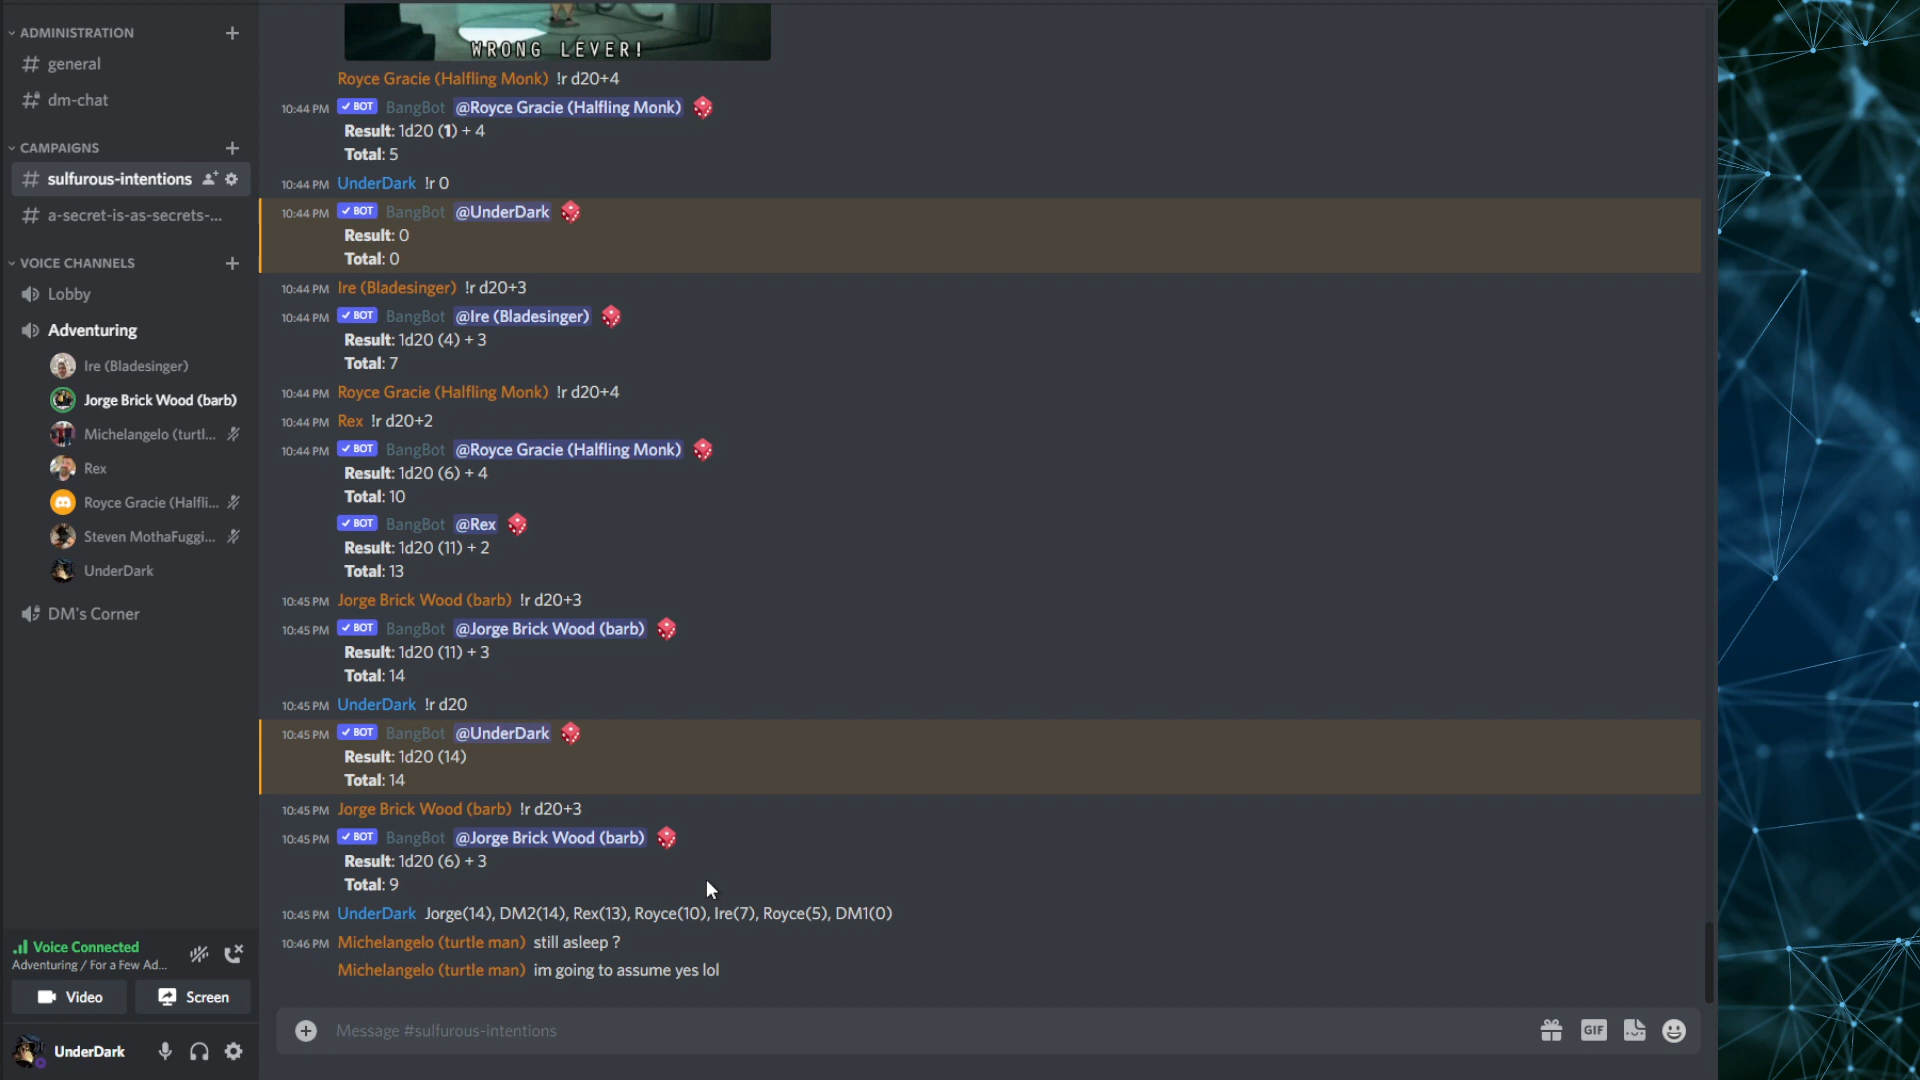 ADMINISTRATION
general
dm-chat
CAMPAIGNS
sulfurous-intentions
a-secret-is-as-secrets-...
VOICE CHANNELS
Lobby
Adventuring
Ire (Bladesinger)
Jorge Brick Wood (barb)
Michelangelo (turtl...
Rex
Royce Gracie (Halfli...
Steven MothaFuggi...
UnderDark
DM's Corner
Voice Connected
Adventuring / For a Few Ad...
Video Screen
UnderDark
WRONG LEVER!
Royce Gracie (Halfling Monk) !r d20+4
10:44 PM BOT BangBot @Royce Gracie (Halfling Monk)
Result: 1d20 (1) + 4
Total: 5
10:44 PM UnderDark !r 0
10:44 PM BOT BangBot @UnderDark
Result: 0
Total: 0
10:44 PM Ire (Bladesinger) !r d20+3
10:44 PM BOT BangBot @Ire (Bladesinger)
Result: 1d20 (4) + 3
Total: 7
10:44 PM Royce Gracie (Halfling Monk) !r d20+4
10:44 PM Rex !r d20+2
10:44 PM BOT BangBot @Royce Gracie (Halfling Monk)
Result: 1d20 (6) + 4
Total: 10
BOT BangBot @Rex
Result: 1d20 (11) + 2
Total: 13
10:45 PM Jorge Brick Wood (barb) !r d20+3
10:45 PM BOT BangBot @Jorge Brick Wood (barb)
Result: 1d20 (11) + 3
Total: 14
10:45 PM UnderDark !r d20
10:45 PM BOT BangBot @UnderDark
Result: 1d20 (14)
Total: 14
10:45 PM Jorge Brick Wood (barb) !r d20+3
10:45 PM BOT BangBot @Jorge Brick Wood (barb)
Result: 1d20 (6) + 3
Total: 9
10:45 PM UnderDark Jorge(14), DM2(14), Rex(13), Royce(10), Ire(7), Royce(5), DM1(0)
10:46 PM Michelangelo (turtle man) still asleep ?
Michelangelo (turtle man) im going to assume yes lol
Message #sulfurous-intentions
GIF